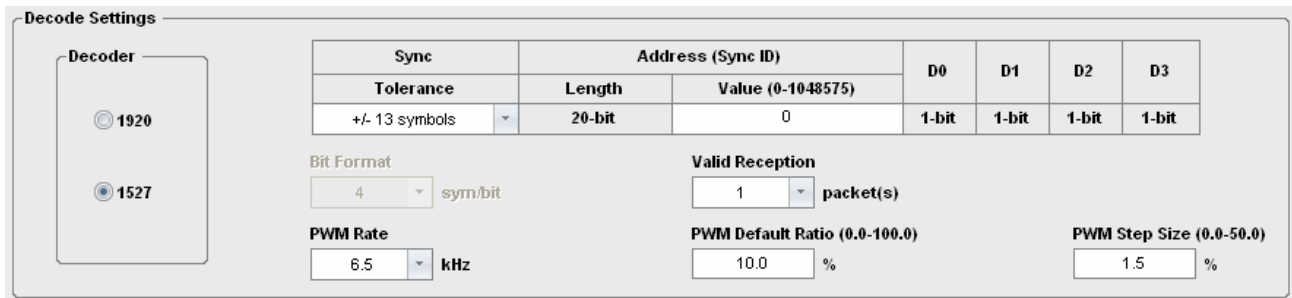 Decode Settings
Decoder
1920
1527
Sync Address (Sync ID) D0 D1 D2 D3
Tolerance Length Value (0-1048575)
+/- 13 symbols 20-bit 0 1-bit 1-bit 1-bit 1-bit
Bit Format Valid Reception
4 sym/bit 1 packet(s)
PWM Rate PWM Default Ratio (0.0-100.0) PWM Step Size (0.0-50.0)
6.5 kHz 10.0 % 1.5 %